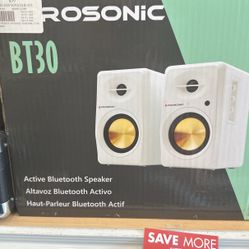 ROSONIC
BT30
Active Bluetooth Speaker
Altavoz Bluetooth Activo
Haut-Parleur Bluetooth Actif
SAVE MORE